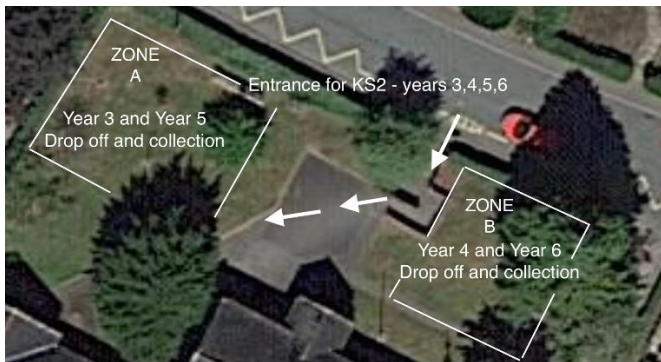 ZONE
A
Year 3 and Year 5
Drop off and collection
Entrance for KS2 - years 3,4,5,6
ZONE
B
Year 4 and Year 6
Drop off and collection